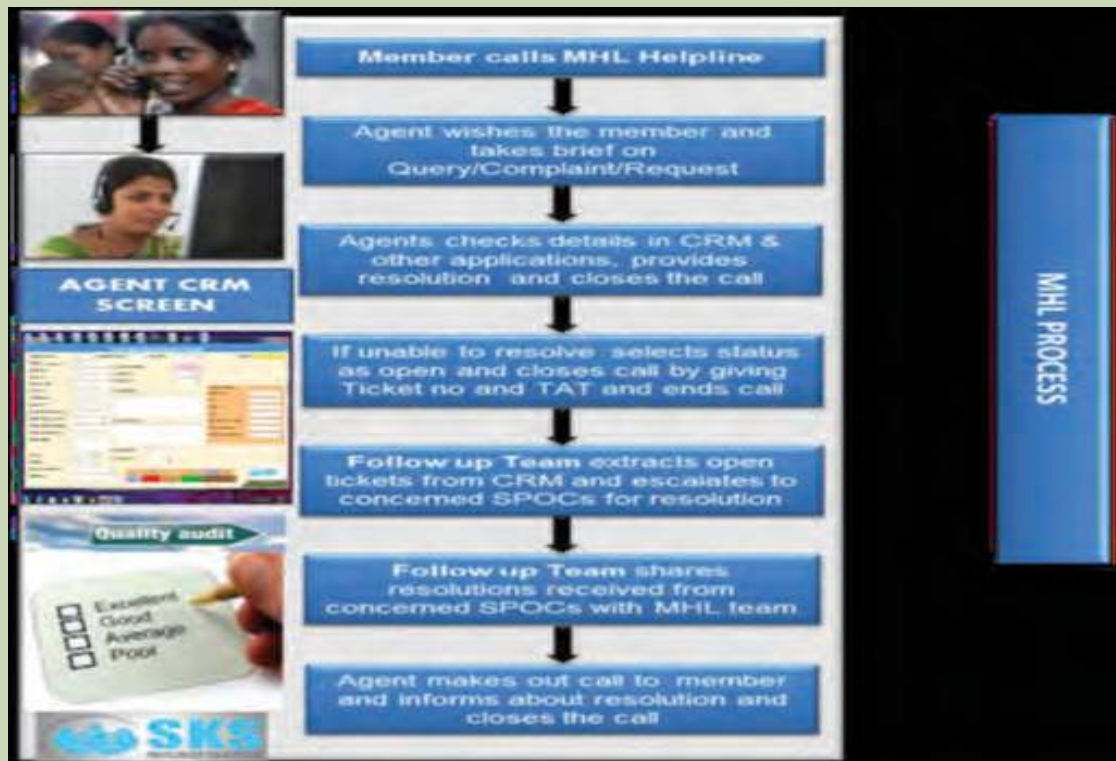 Member calls MHL Helpline
Agent wishes the member and
takes brief on
Query/Complaint/Request
Agents checks details in CRM &
other applications, provides
resolution and closes the call
If unable to resolve selects status
as open and closes call by giving
Ticket no and TAT and ends call
Follow up Team extracts open
tickets from CRM and escalates to
concerned SPOCs for resolution
Follow up Team shares
resolutions received from
concerned SPOCs with MHL team
Agent makes out call to member
and informs about resolution and
closes the call
AGENT CRM
SCREEN
Quality audit
Excellent
Good
Average
Poor
SKS
MHL PROCESS